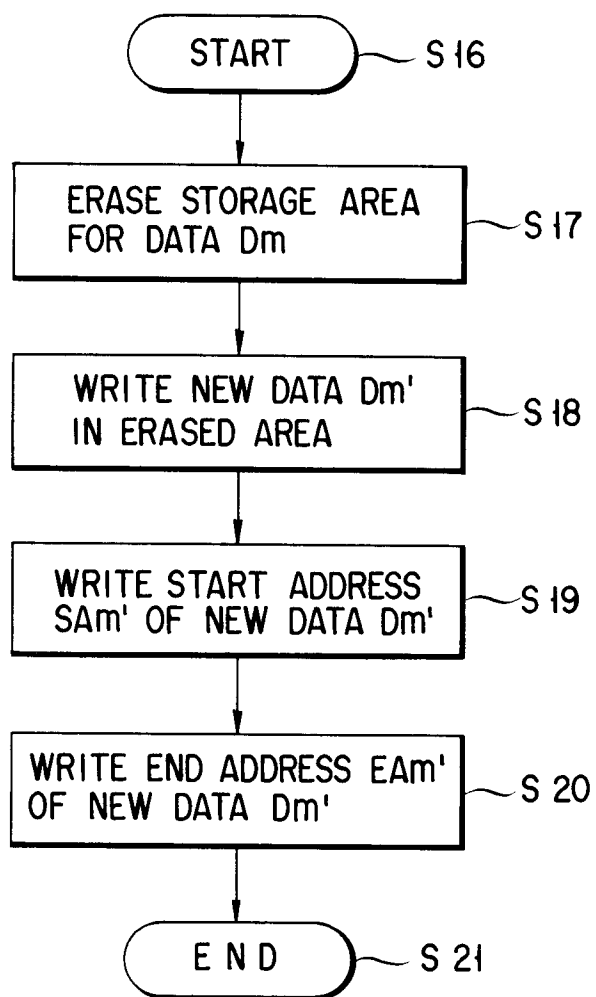 START
S16
ERASE STORAGE AREA
FOR DATA Dm
S17
WRITE NEW DATA Dm'
IN ERASED AREA
S18
WRITE START ADDRESS
SAm' OF NEW DATA Dm'
S19
WRITE END ADDRESS EAm'
OF NEW DATA Dm'
S20
END
S21